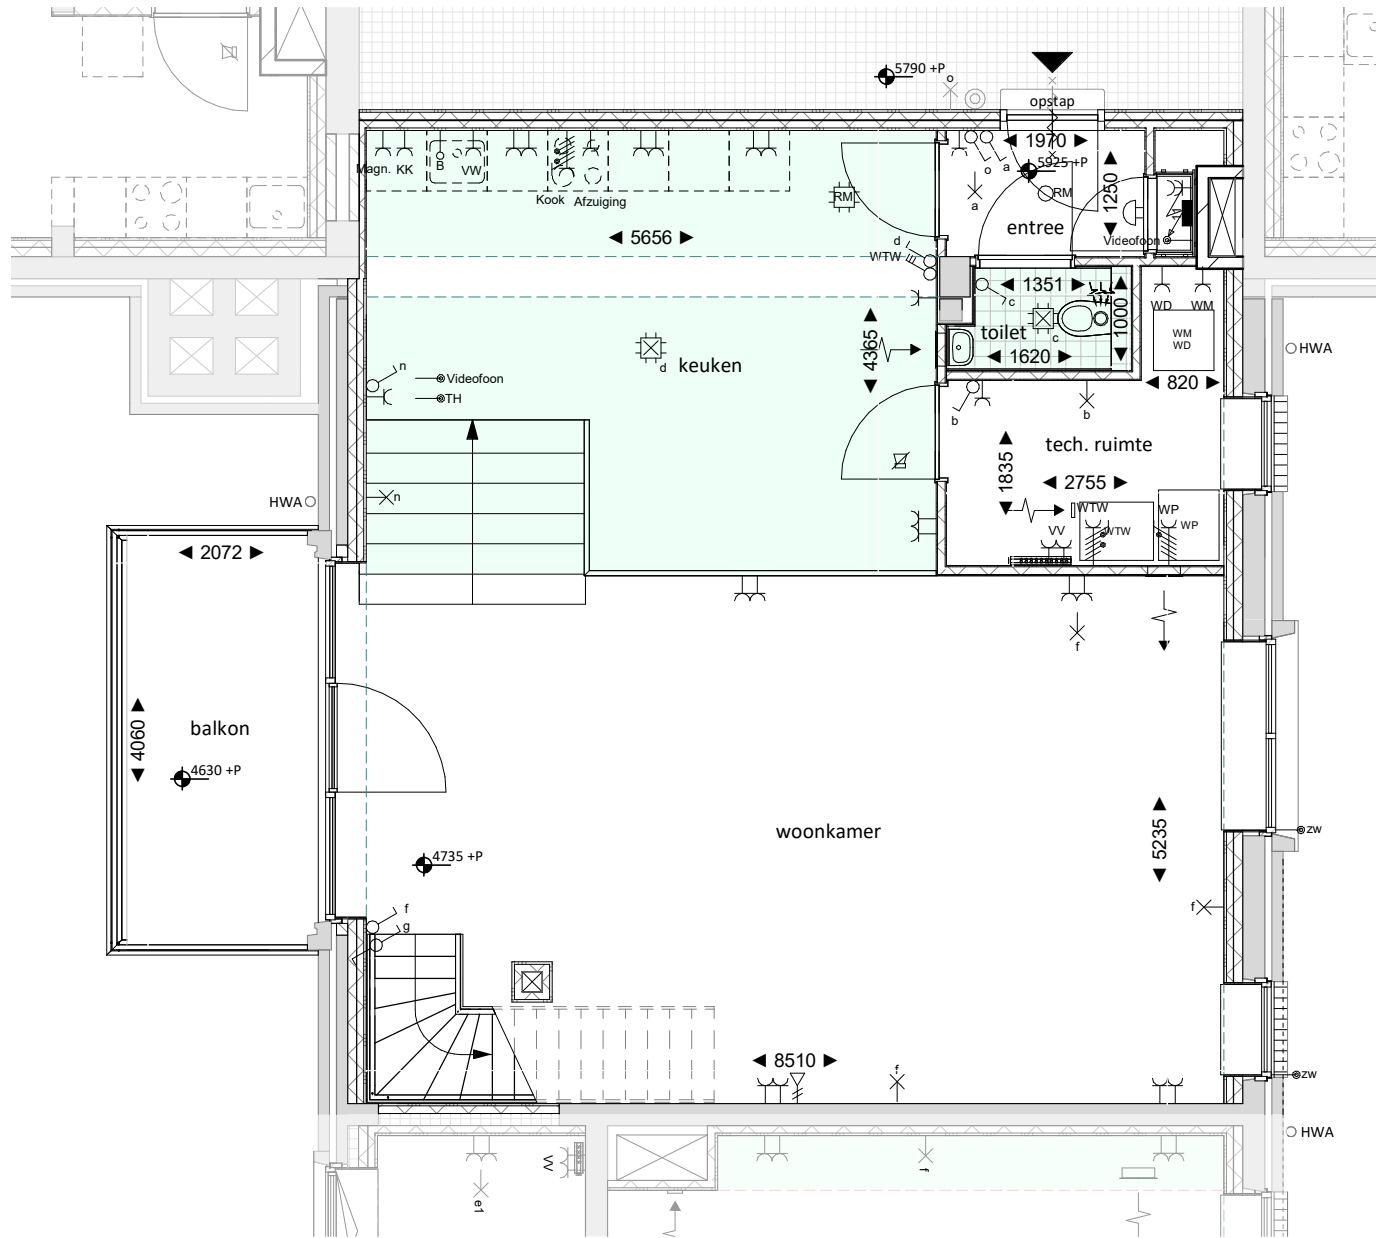 5790 +P
o
opstap
1970
5925 +P
Magn. KK
B
VW
o
a
RM
a
RM
1250
Kook
Afzuiging
5656
entree
d
WTW
Videofoon
1351
c
1000
WD
WM
toilet
c
WM
WD
HWA
4365
keuken
d
1620
820
n
Videofoon
TH
b
b
tech. ruimte
1835
2755
n
HWA
WTW
WP
VV
WTW
WP
2072
f
balkon
4060
4630 +P
woonkamer
5235
zw
4735 +P
f
f
g
8510
f
zw
HWA
VV
f
e1